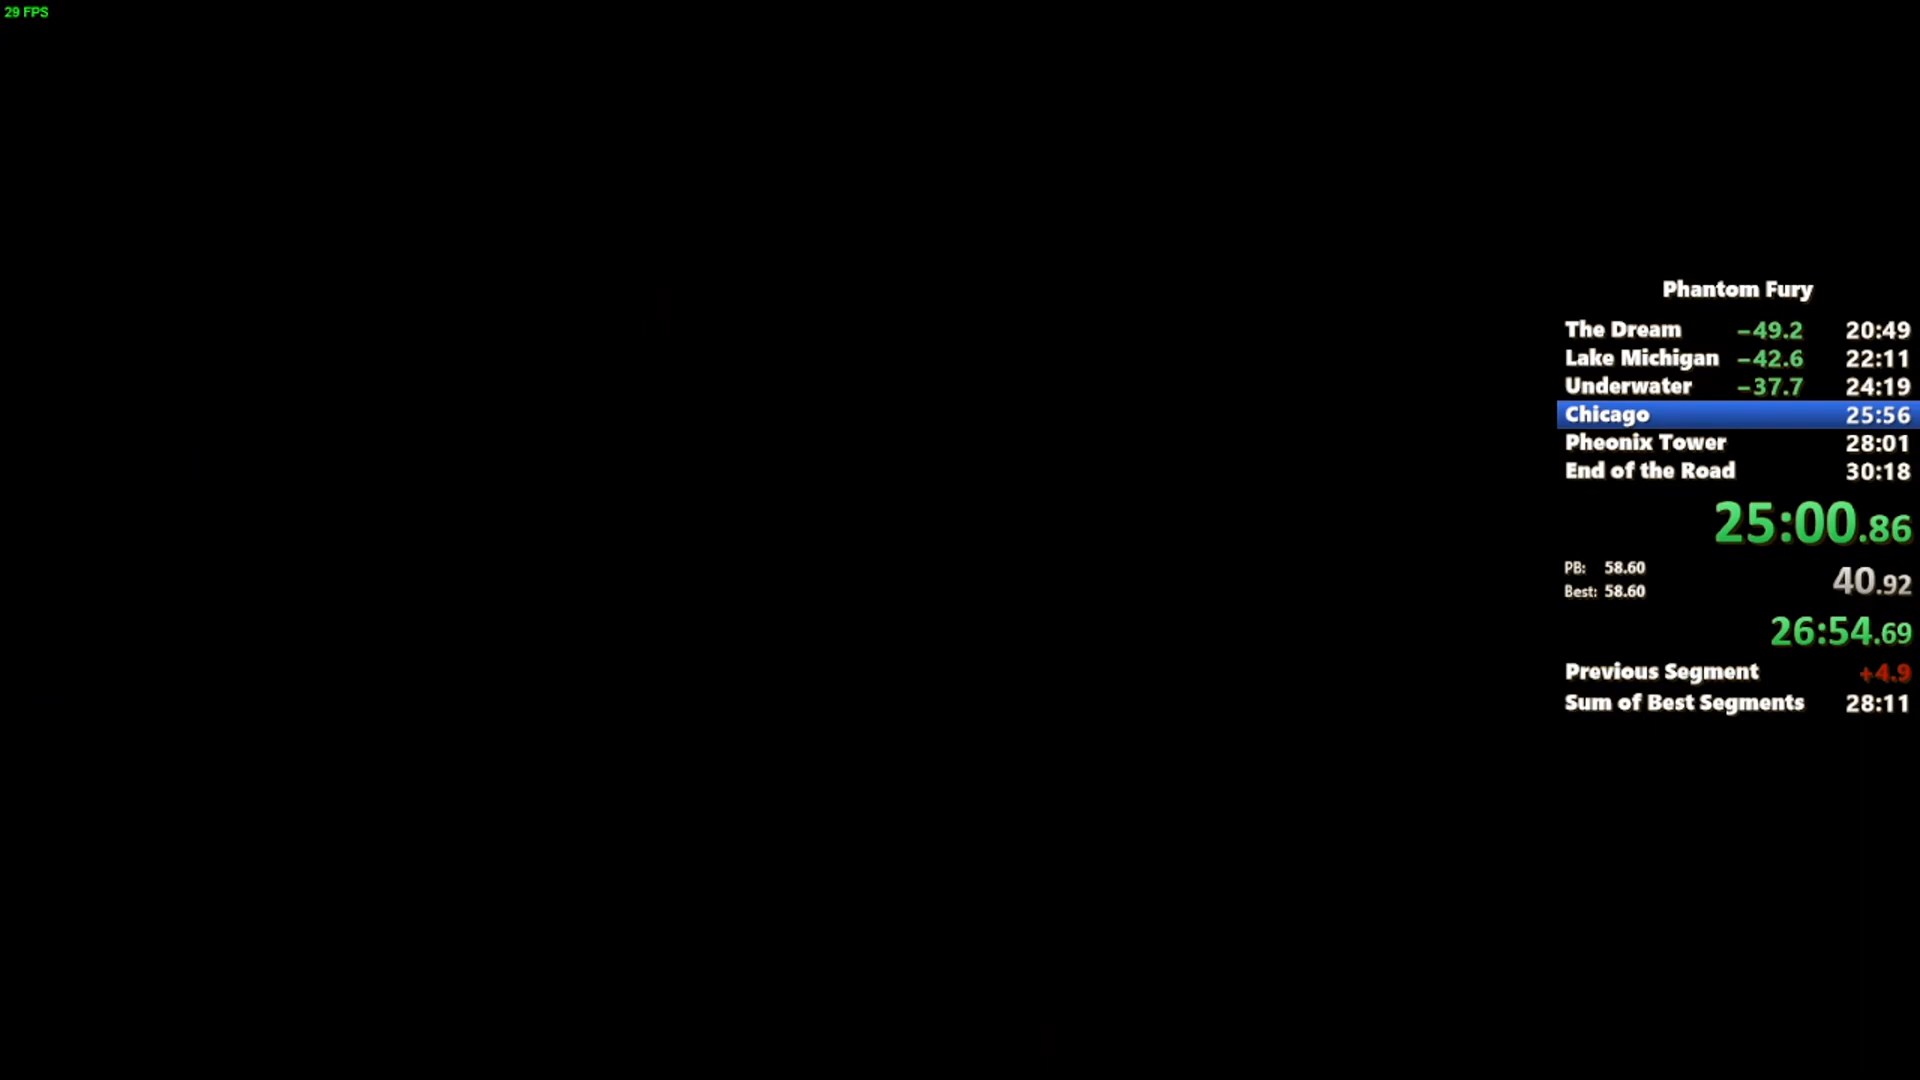 29 FPS
Phantom Fury
The Dream -49.2 20:49
Lake Michigan -42.6 22:11
Underwater -37.7 24:19
Chicago 25:56
Pheonix Tower 28:01
End of the Road 30:18
25:00.86
PB: 58.60 40.92
Best: 58.60
26:54.69
Previous Segment +4.9
Sum of Best Segments 28:11